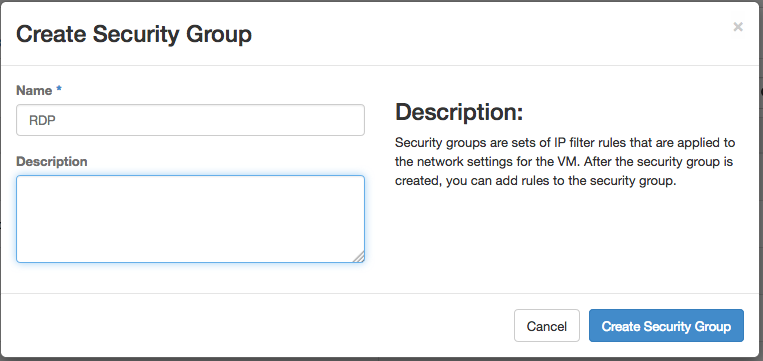 Create Security Group
×
Name *
RDP
Description
Description:
Security groups are sets of IP filter rules that are applied to
the network settings for the VM. After the security group is
created, you can add rules to the security group.
Cancel
Create Security Group